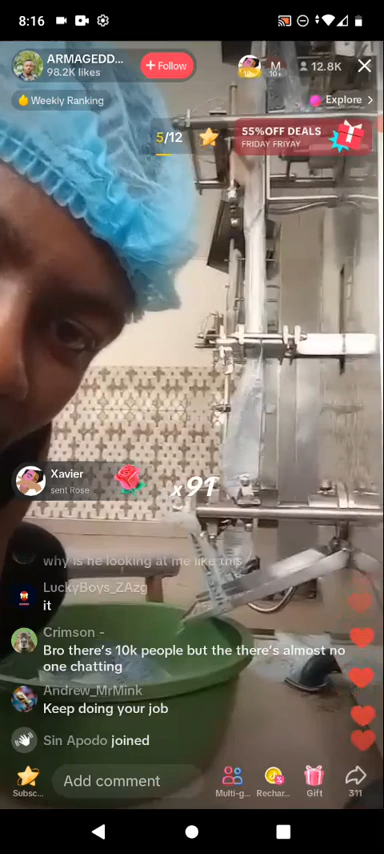 8:16
ARMAGEDD...
98.2K likes
+ Follow
M
10+
12.8K
Weekly Ranking
Explore >
5/12
55%OFF DEALS
FRIDAY FRIYAY
Xavier
sent Rose
x91
why is he looking at me like this
LuckyBoys_ZAzg
it
Crimson -
Bro there's 10k people but the there's almost no
one chatting
Andrew_MrMink
Keep doing your job
Sin Apodo joined
Subsc...
Add comment
Multi-g...
Rechar...
Gift
311